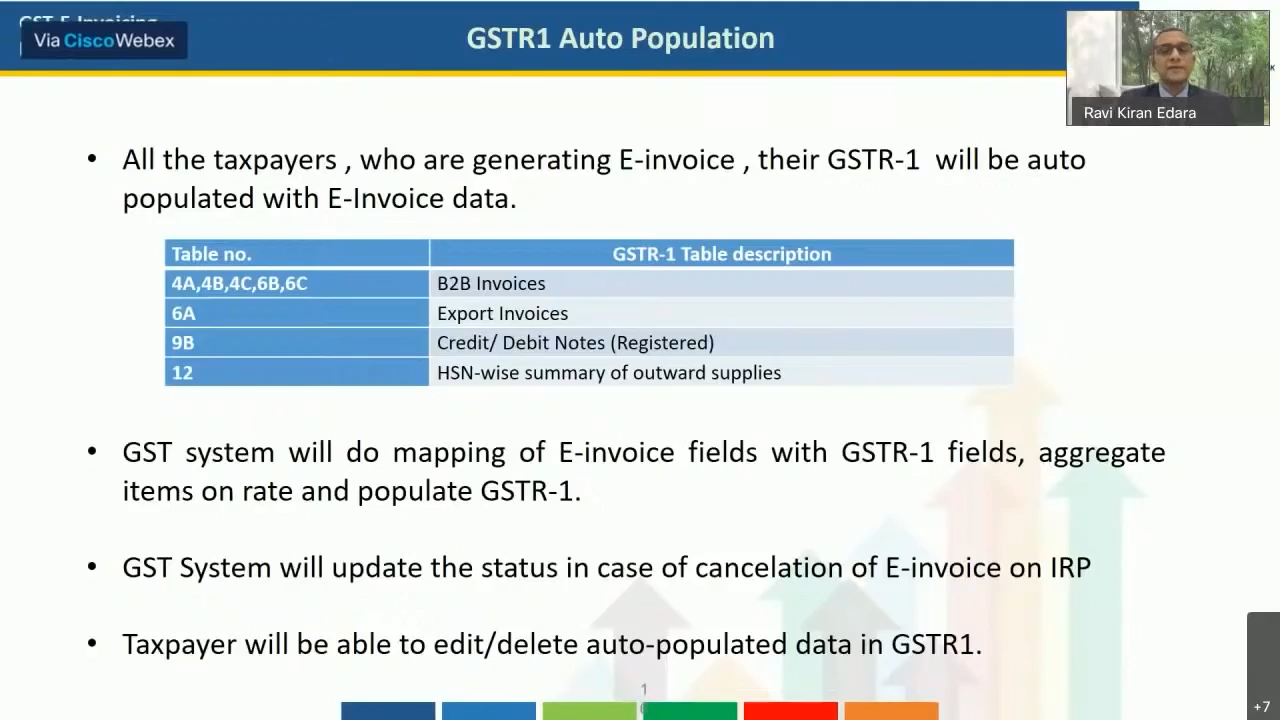 GST E-Invoicing
Via CiscoWebex
GSTR1 Auto Population
Ravi Kiran Edara
• All the taxpayers , who are generating E-invoice , their GSTR-1 will be auto
populated with E-Invoice data.
Table no. GSTR-1 Table description
4A,4B,4C,6B,6C B2B Invoices
6A Export Invoices
9B Credit/ Debit Notes (Registered)
12 HSN-wise summary of outward supplies
• GST system will do mapping of E-invoice fields with GSTR-1 fields, aggregate
items on rate and populate GSTR-1.
• GST System will update the status in case of cancelation of E-invoice on IRP
• Taxpayer will be able to edit/delete auto-populated data in GSTR1.
1
+7